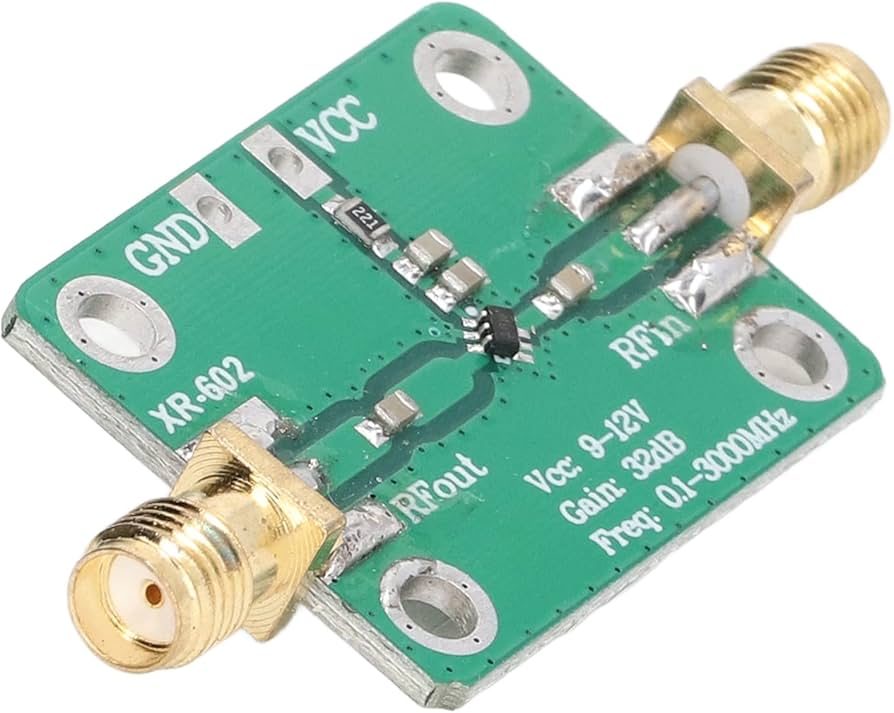 VCC
GND
221
XR-602
RFin
RFout
Vcc: 9-12V
Gain: 32dB
Freq: 0.1-3000MHz